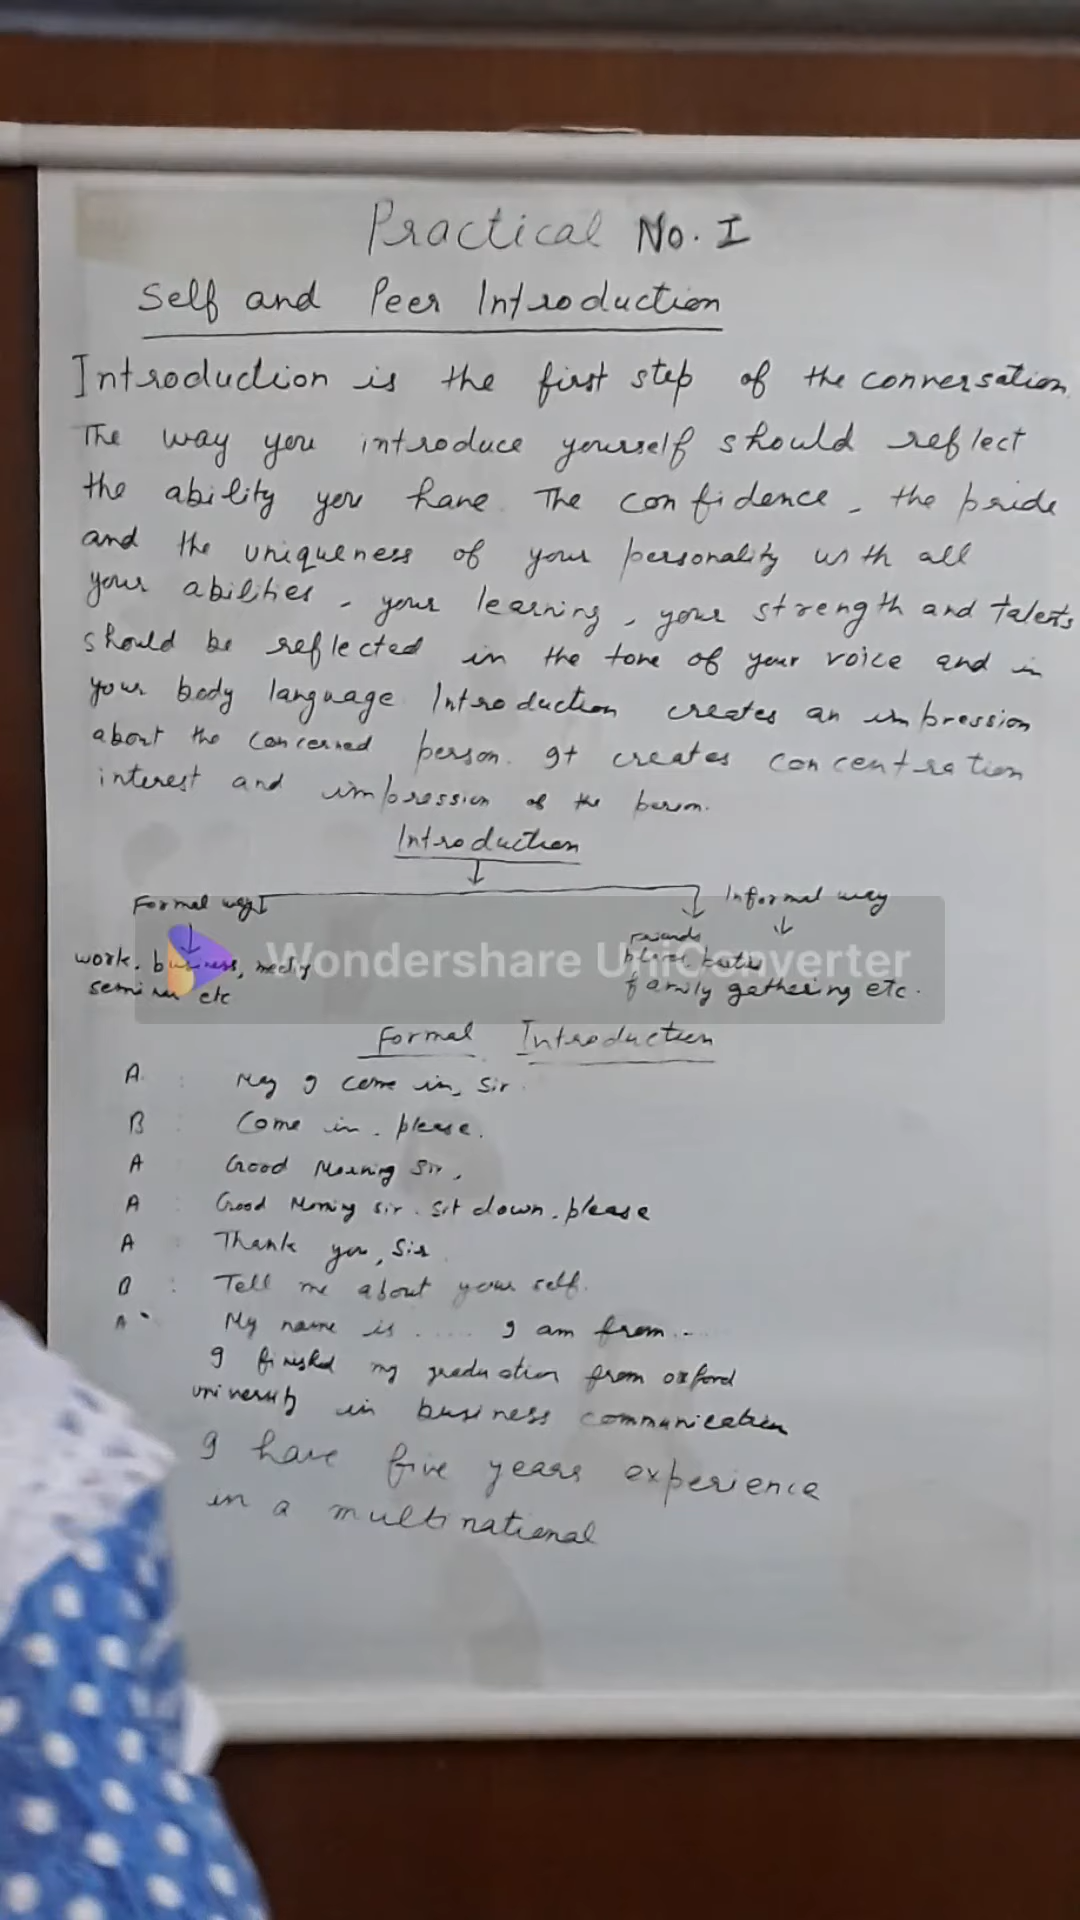 Practical No. I
Self and Peer Introduction
Introduction is the first step of the conversation.
The way you introduce yourself should reflect
the ability you have. The confidence, the pride
and the uniqueness of your personality with all
your abilities, your learning, your strength and talents
should be reflected in the tone of your voice and in
your body language. Introduction creates an impression
about the concerned person. It creates concentration
interest and impression of the person.
Introduction
Formal way Informal way
work, business, friends
seminar etc family gathering etc.
Wondershare UniConverter
Formal Introduction
A : May I come in, Sir.
B : Come in, please.
A Good Morning Sir,
A : Good Morning sir. Sit down, please
A : Thank you, Sir
B : Tell me about your self.
A : My name is ..... I am from ....
I finished my graduation from oxford
university in business communication
I have five years experience
in a multinational